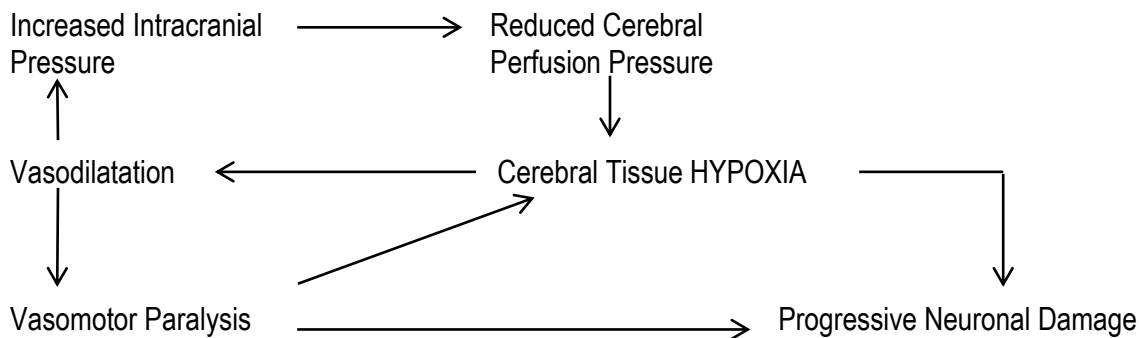 Increased Intracranial
Pressure
Reduced Cerebral
Perfusion Pressure
Vasodilatation
Cerebral Tissue HYPOXIA
Vasomotor Paralysis
Progressive Neuronal Damage